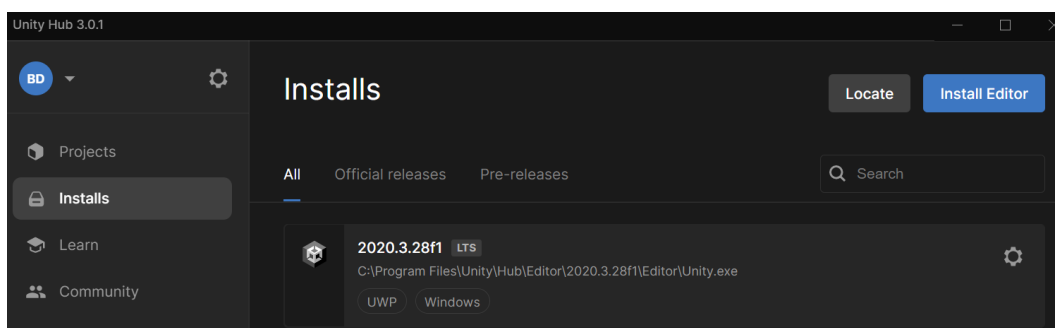 Unity Hub 3.0.1
BD
Projects
Installs
Learn
Community
Installs
Locate
Install Editor
All
Official releases
Pre-releases
Search
2020.3.28f1 LTS
C:\Program Files\Unity\Hub\Editor\2020.3.28f1\Editor\Unity.exe
UWP
Windows